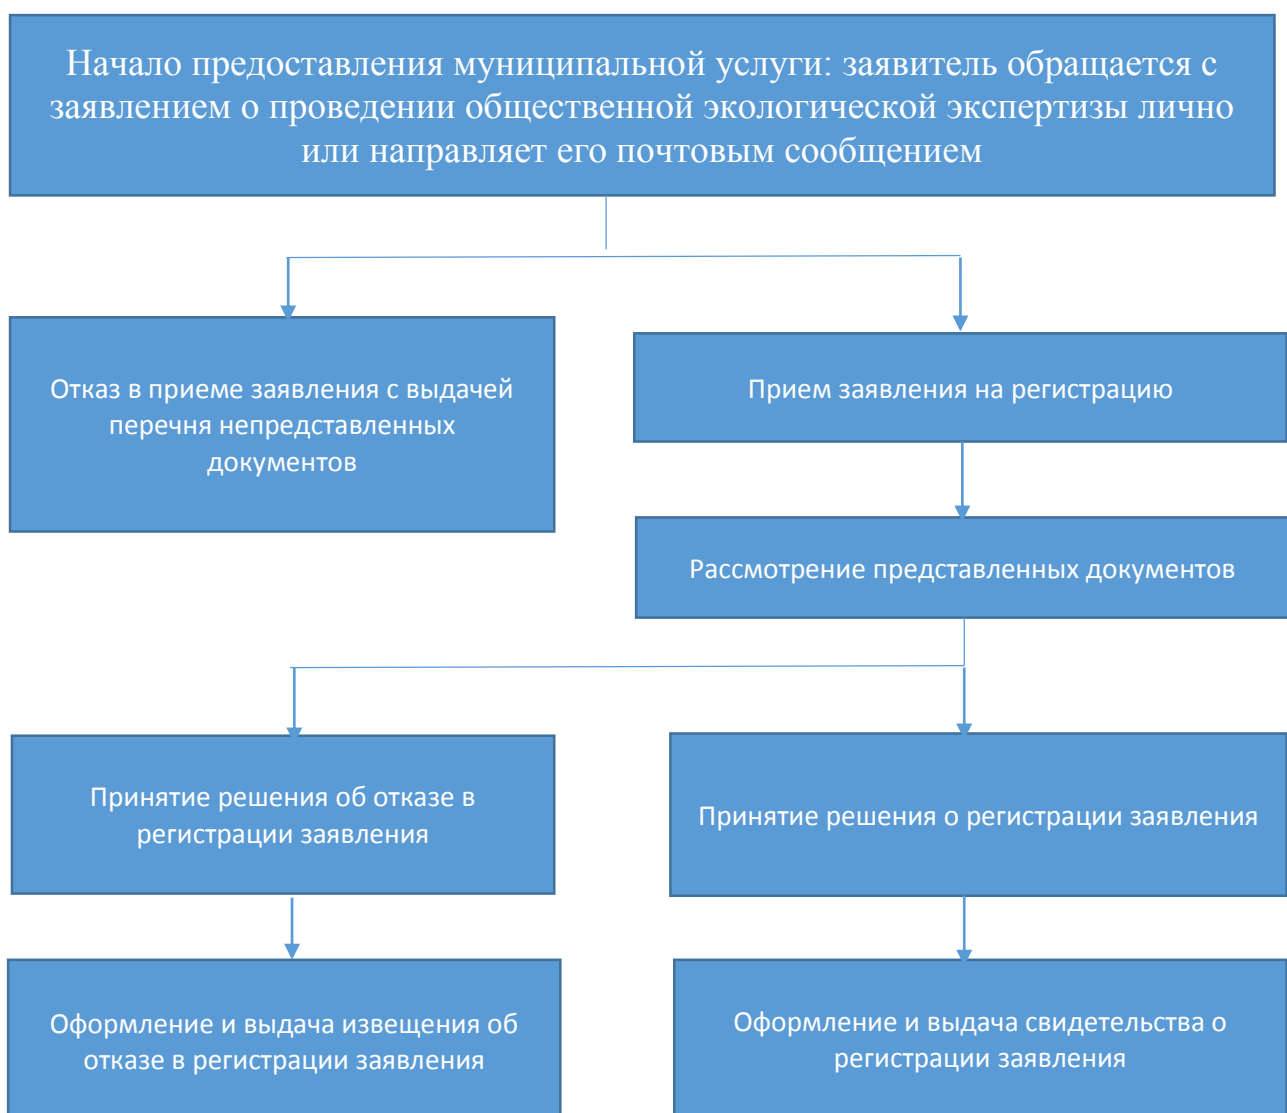 Начало предоставления муниципальной услуги: заявитель обращается с
заявлением о проведении общественной экологической экспертизы лично
или направляет его почтовым сообщением
Отказ в приеме заявления с выдачей
перечня непредставленных
документов
Прием заявления на регистрацию
Рассмотрение представленных документов
Принятие решения об отказе в
регистрации заявления
Принятие решения о регистрации заявления
Оформление и выдача извещения об
отказе в регистрации заявления
Оформление и выдача свидетельства о
регистрации заявления